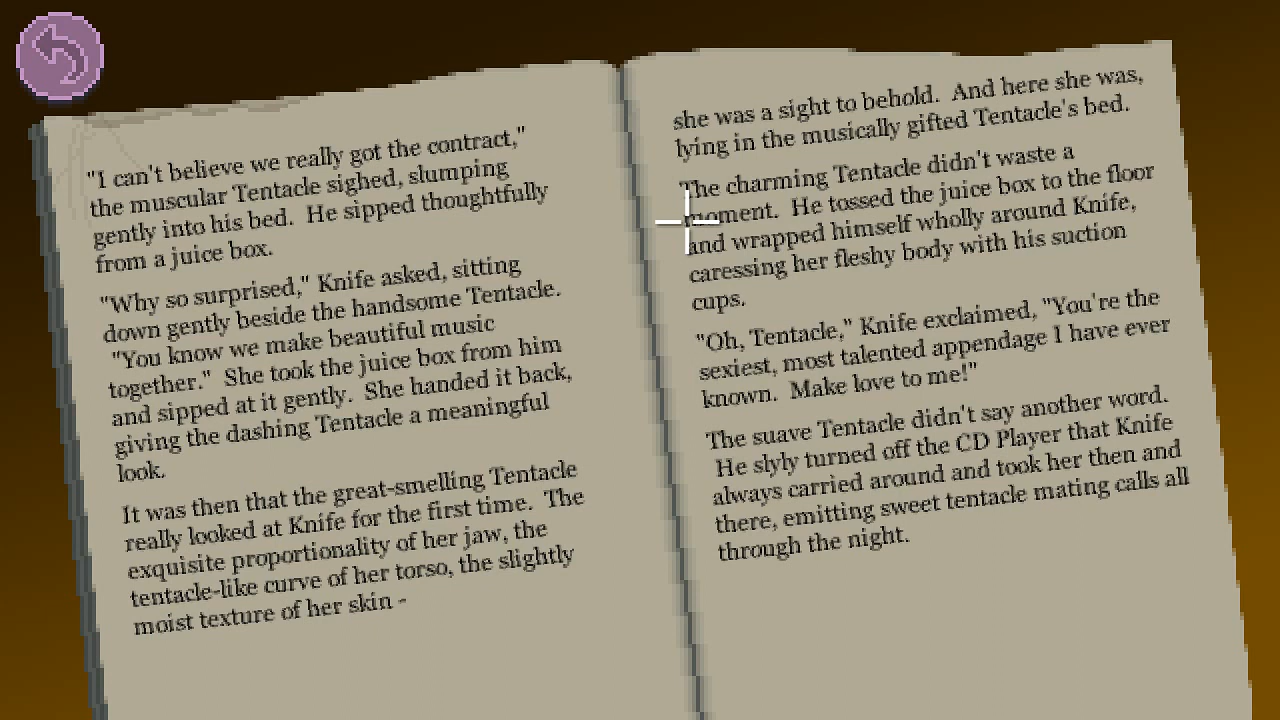 "I can't believe we really got the contract,"
the muscular Tentacle sighed, slumping
gently into his bed.  He sipped thoughtfully
from a juice box.
"Why so surprised," Knife asked, sitting
down gently beside the handsome Tentacle.
"You know we make beautiful music
together."  She took the juice box from him
and sipped at it gently.  She handed it back,
giving the dashing Tentacle a meaningful
look.
It was then that the great-smelling Tentacle
really looked at Knife for the first time.  The
exquisite proportionality of her jaw, the
tentacle-like curve of her torso, the slightly
moist texture of her skin -
she was a sight to behold.  And here she was,
lying in the musically gifted Tentacle's bed.
The charming Tentacle didn't waste a
moment.  He tossed the juice box to the floor
and wrapped himself wholly around Knife,
caressing her fleshy body with his suction
cups.
"Oh, Tentacle," Knife exclaimed, "You're the
sexiest, most talented appendage I have ever
known.  Make love to me!"
The suave Tentacle didn't say another word.
He slyly turned off the CD Player that Knife
always carried around and took her then and
there, emitting sweet tentacle mating calls all
through the night.